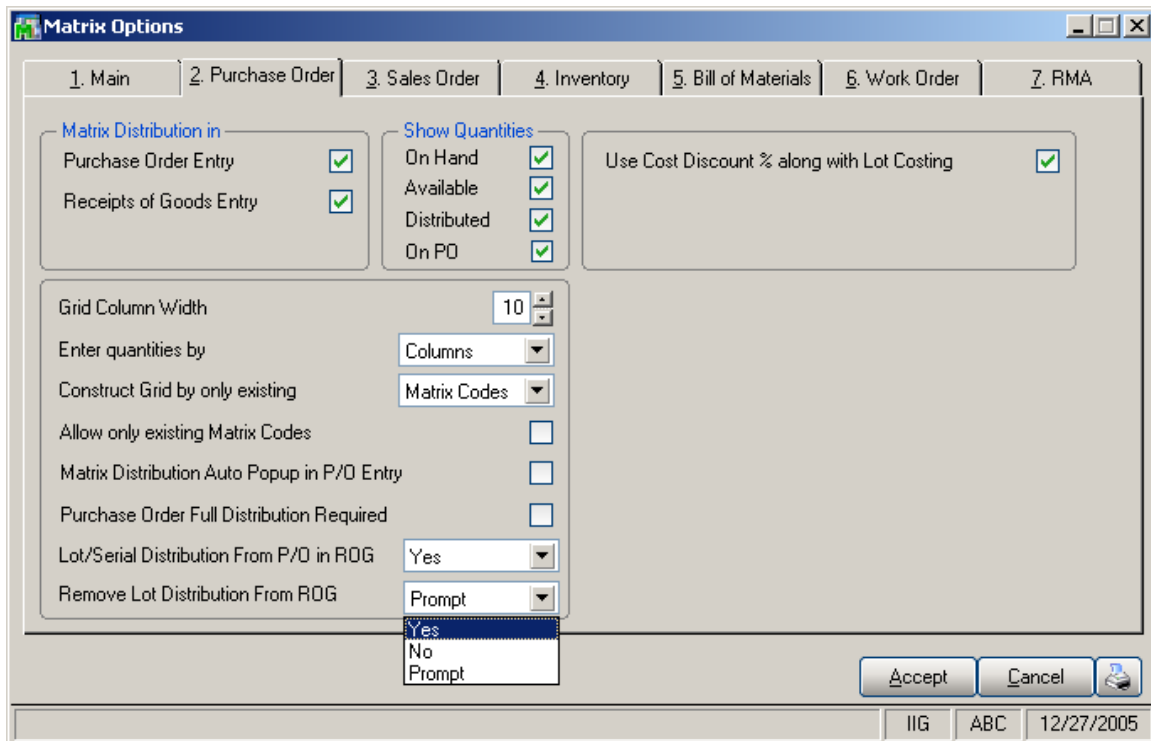 Matrix Options
1. Main
2. Purchase Order
3. Sales Order
4. Inventory
5. Bill of Materials
6. Work Order
7. RMA
Matrix Distribution in
Purchase Order Entry
Receipts of Goods Entry
Show Quantities
On Hand
Available
Distributed
On PO
Use Cost Discount % along with Lot Costing
Grid Column Width 10
Enter quantities by Columns
Construct Grid by only existing Matrix Codes
Allow only existing Matrix Codes
Matrix Distribution Auto Popup in P/O Entry
Purchase Order Full Distribution Required
Lot/Serial Distribution From P/O in ROG Yes
Remove Lot Distribution From ROG Prompt
Yes
No
Prompt
Accept Cancel
IIG ABC 12/27/2005